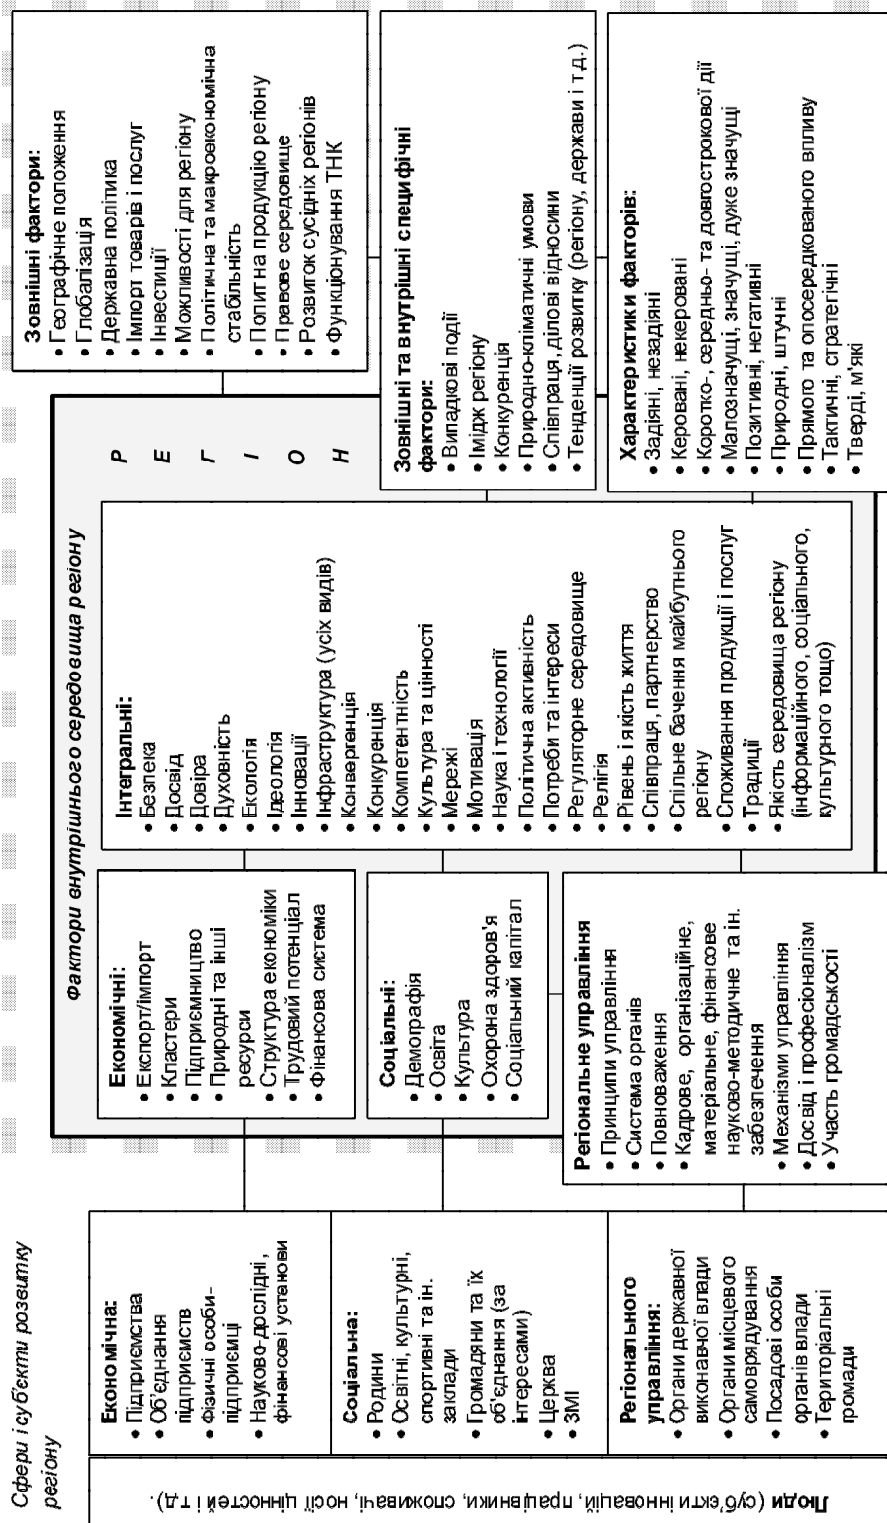 Сфери і суб'єкти розвитку
регіону
Люди (суб'єкти інновацій, працівники, споживачі, носії цінностей і т.д.).
Економічна:
• Підприємства
• Об'єднання
підприємств
• Фізичні особи-
підприємці
• Науково-дослідні,
фінансові установи
Соціальна:
• Родини
• Освітні, культурні,
спортивні та ін.
заклади
• Громадяни та їх
об'єднання (за
інтересами)
• Церква
• ЗМІ
Регіонального
управління:
• Органи державної
виконавчої влади
• Органи місцевого
самоврядування
• Посадові особи
органів влади
• Територіальні
громади
Фактори внутрішнього середовища регіону
Економічні:
• Експорт/імпорт
• Кластери
• Підприємництво
• Природні та інші
ресурси
• Структура економіки
• Трудовий потенціал
• Фінансова система
Соціальні:
• Демографія
• Освіта
• Культура
• Охорона здоров'я
• Соціальний капітал
Регіональне управління
• Принципи управління
• Система органів
• Повноваження
• Кадрове, організаційне,
матеріальне, фінансове
науково-методичне та ін.
забезпечення
• Механізми управління
• Досвід і професіоналізм
• Участь громадськості
Інтегральні:
• Безпека
• Досвід
• Довіра
• Духовність
• Екологія
• Ідеологія
• Інновації
• Інфраструктура (усіх видів)
• Конвергенція
• Конкуренція
• Компетентність
• Культура та цінності
• Мережі
• Мотивація
• Наука і технології
• Політична активність
• Потреби та інтереси
• Регуляторне середовище
• Релігія
• Рівень і якість життя
• Співпраця, партнерство
• Спільне бачення майбутнього
регіону
• Споживання продукції і послуг
• Традиції
• Якість середовища регіону
(інформаційного, соціального,
культурного тощо)
Р
Е
Г
І
О
Н
Зовнішні фактори:
• Географічне положення
• Глобалізація
• Державна політика
• Імпорт товарів і послуг
• Інвестиції
• Можливості для регіону
• Політична та макроекономічна
стабільність
• Попит на продукцію регіону
• Правове середовище
• Розвиток сусідніх регіонів
• Функціонування ТНК
Зовнішні та внутрішні специфічні
фактори:
• Випадкові події
• Імідж регіону
• Конкуренція
• Природно-кліматичні умови
• Співпраця, ділові відносини
• Тенденції розвитку (регіону, держави і т.д.)
Характеристики факторів:
• Задіяні, незадіяні
• Керовані, некеровані
• Коротко-, середньо- та довгострокової дії
• Малозначущі, значущі, дуже значущі
• Позитивні, негативні
• Природні, штучні
• Прямого та опосередкованого впливу
• Тактичні, стратегічні
• Тверді, м'які